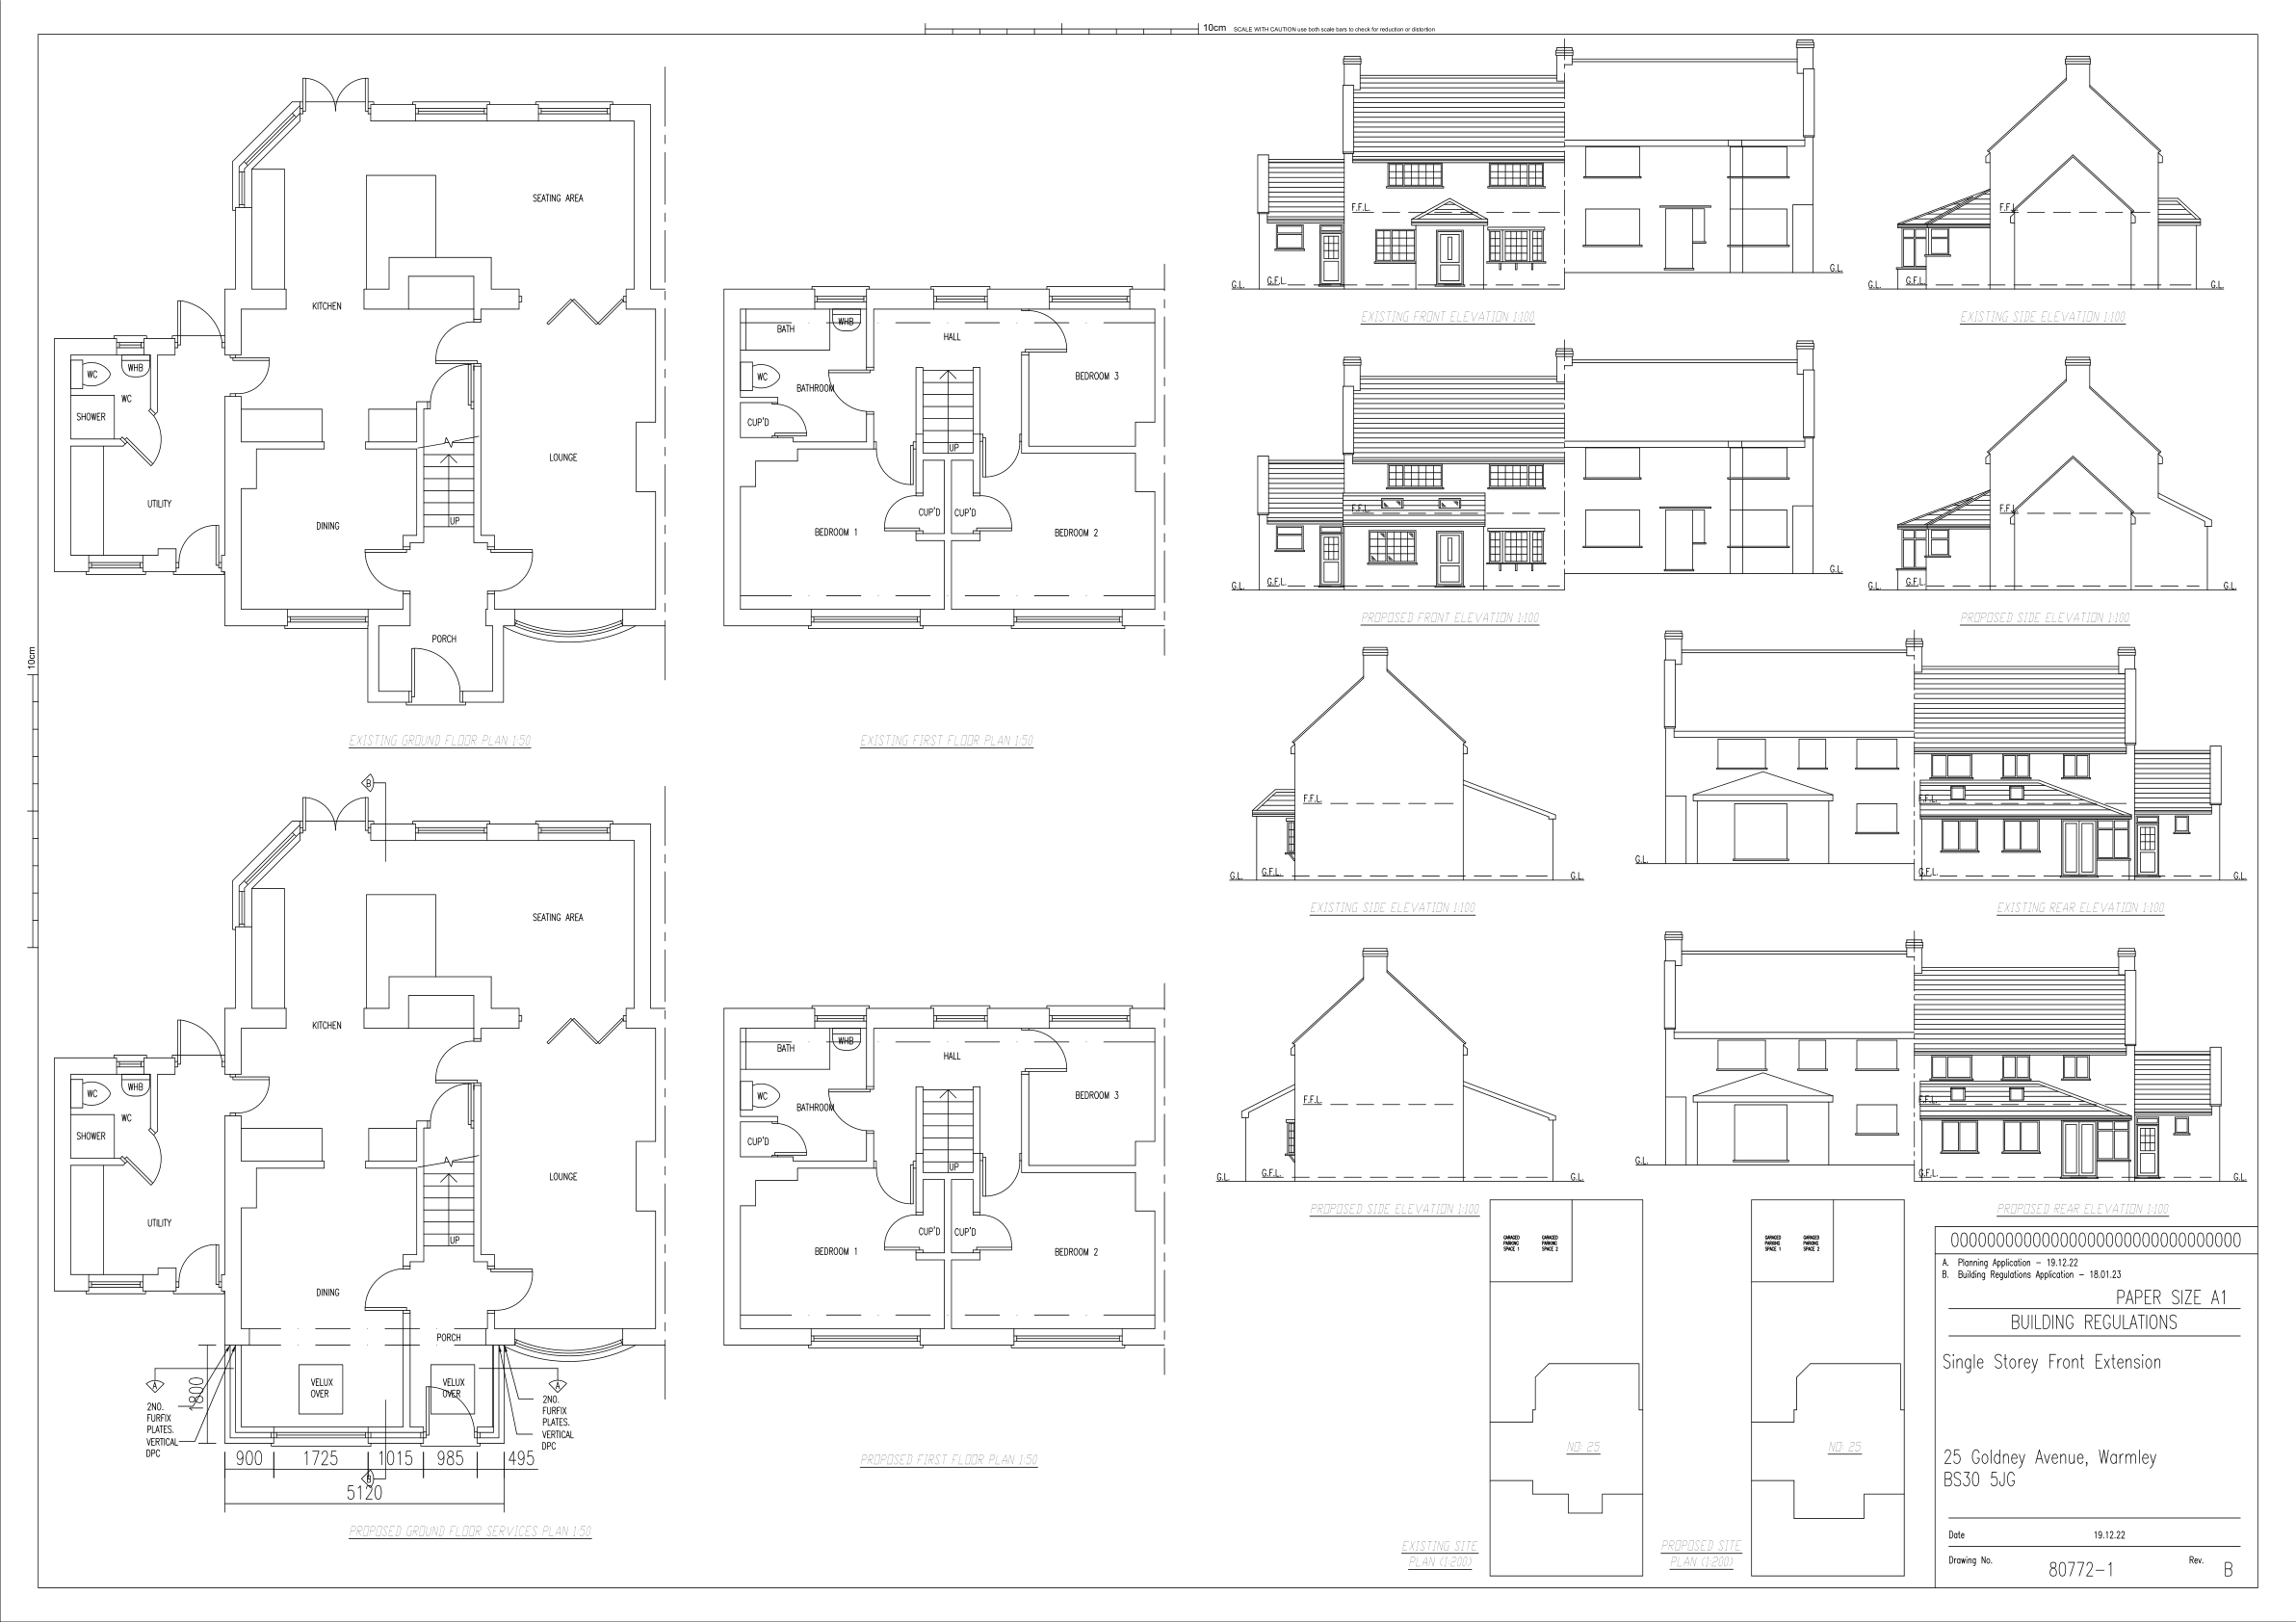 10cm SCALE WITH CAUTION use both scale bars to check for reduction or distortion
10cm
SEATING AREA
KITCHEN
WC
WHB
WC
SHOWER
UTILITY
DINING
UP
LOUNGE
PORCH
EXISTING GROUND FLOOR PLAN 1:50
BATH
WHB
HALL
WC
BATHROOM
CUP'D
BEDROOM 3
UP
CUP'D
CUP'D
BEDROOM 1
BEDROOM 2
EXISTING FIRST FLOOR PLAN 1:50
F.F.L.
G.L.
G.F.L.
G.L.
EXISTING FRONT ELEVATION 1:100
F.F.L.
G.L.
G.F.L.
G.L.
EXISTING SIDE ELEVATION 1:100
F.F.L.
G.L.
G.F.L.
G.L.
PROPOSED FRONT ELEVATION 1:100
F.F.L.
G.L.
G.F.L.
G.L.
PROPOSED SIDE ELEVATION 1:100
F.F.L.
G.L.
G.F.L.
G.L.
EXISTING SIDE ELEVATION 1:100
F.F.L.
G.L.
G.F.L.
G.L.
EXISTING REAR ELEVATION 1:100
F.F.L.
G.L.
G.F.L.
G.L.
PROPOSED SIDE ELEVATION 1:100
F.F.L.
G.L.
G.F.L.
G.L.
PROPOSED REAR ELEVATION 1:100
B
SEATING AREA
KITCHEN
WC
WHB
WC
SHOWER
UTILITY
DINING
UP
LOUNGE
PORCH
VELUX
OVER
VELUX
OVER
A
A
1800
2NO.
FURFIX
PLATES.
VERTICAL
DPC
2NO.
FURFIX
PLATES.
VERTICAL
DPC
900
1725
1015
985
495
B
5120
PROPOSED GROUND FLOOR SERVICES PLAN 1:50
BATH
WHB
HALL
WC
BATHROOM
CUP'D
BEDROOM 3
UP
CUP'D
CUP'D
BEDROOM 1
BEDROOM 2
PROPOSED FIRST FLOOR PLAN 1:50
GARAGED
PARKING
SPACE 1
GARAGED
PARKING
SPACE 2
NO: 25
EXISTING SITE
PLAN (1:200)
GARAGED
PARKING
SPACE 1
GARAGED
PARKING
SPACE 2
NO: 25
PROPOSED SITE
PLAN (1:200)
A. Planning Application – 19.12.22
B. Building Regulations Application – 18.01.23
PAPER SIZE A1
BUILDING REGULATIONS
Single Storey Front Extension
25 Goldney Avenue, Warmley
BS30 5JG
Date 19.12.22
Drawing No. 80772-1 Rev. B